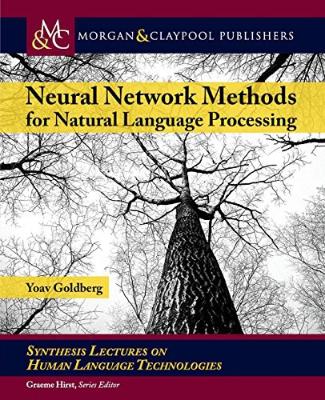 M&C MORGAN & CLAYPOOL PUBLISHERS
Neural Network Methods
for Natural Language Processing
Yoav Goldberg
SYNTHESIS LECTURES ON
HUMAN LANGUAGE TECHNOLOGIES
Graeme Hirst, Series Editor